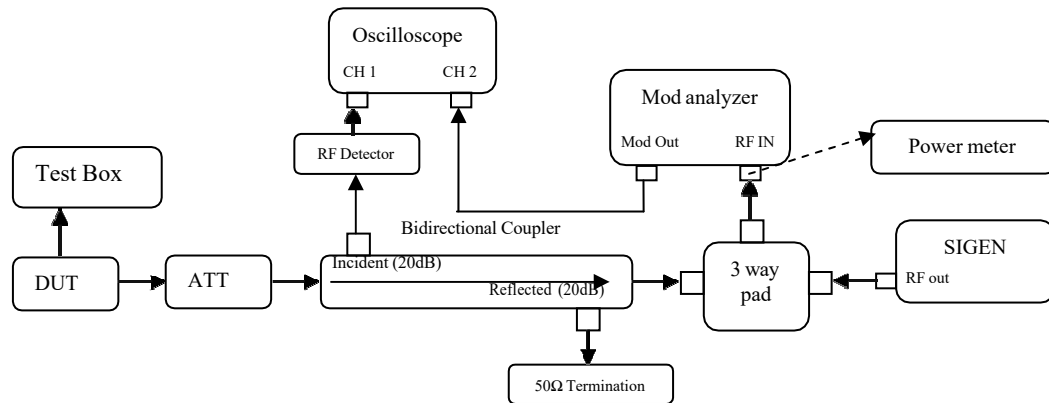 Oscilloscope
CH 1 CH 2
Mod analyzer
Mod Out RF IN
Power meter
RF Detector
Test Box
Bidirectional Coupler
SIGEN
RF out
Incident (20dB)
Reflected (20dB)
DUT
ATT
3 way
pad
50Ω Termination